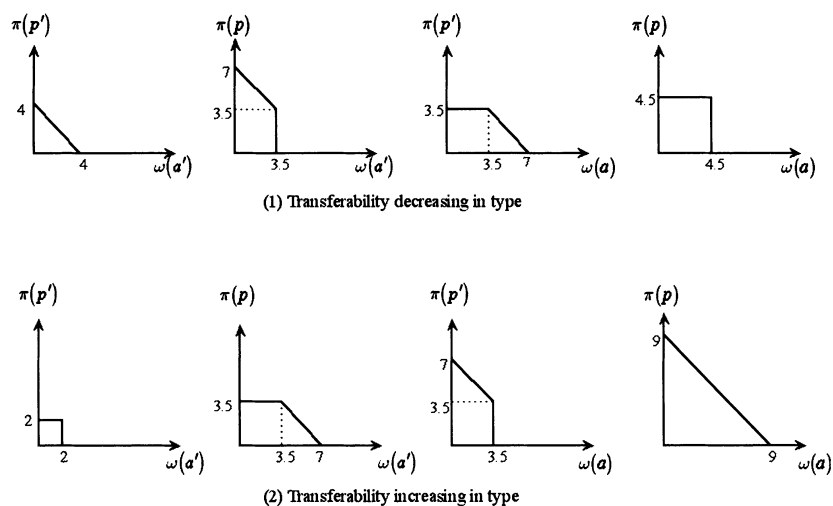 π(p′) π(p) π(p′) π(p)
7
4 3.5 3.5 4.5
4 3.5 3.5 7 4.5
ω(a′) ω(a′) ω(a) ω(a)
(1) Transferability decreasing in type
π(p′) π(p) π(p′) π(p)
7 9
2 3.5 3.5
2 3.5 7 3.5 9
ω(a′) ω(a′) ω(a) ω(a)
(2) Transferability increasing in type